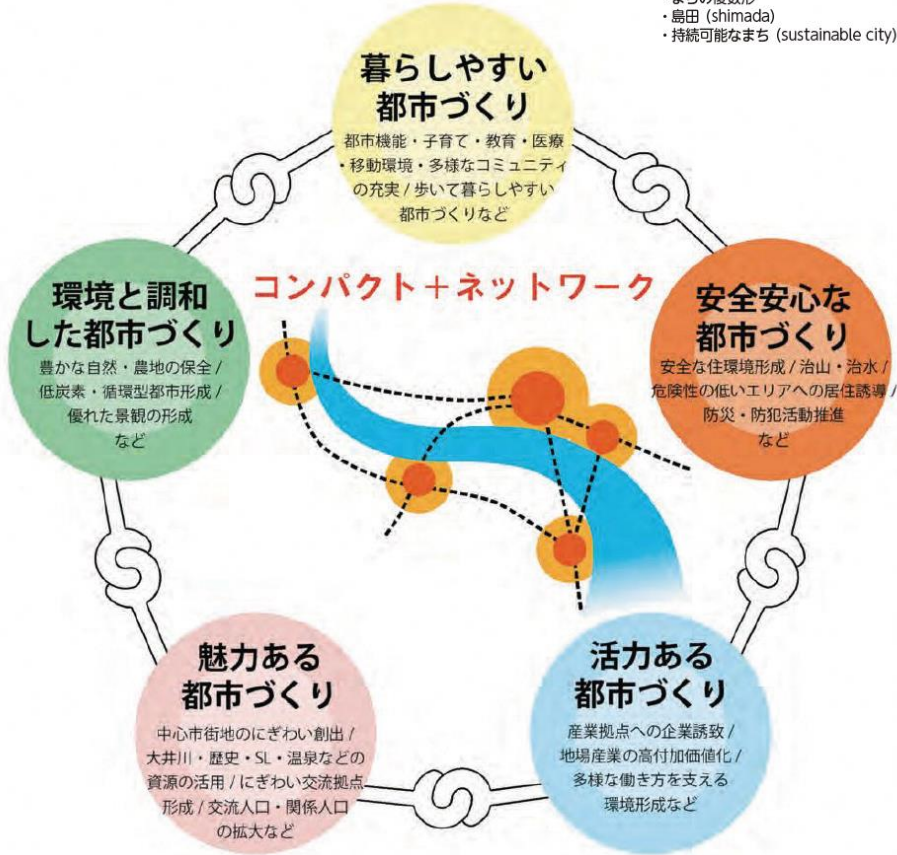 ・島田 (shimada)
・持続可能なまち (sustainable city)
暮らしやすい
都市づくり
都市機能・子育て・教育・医療
・移動環境・多様なコミュニティ
の充実 / 歩いて暮らしやすい
都市づくりなど
コンパクト＋ネットワーク
環境と調和
した都市づくり
豊かな自然・農地の保全 /
低炭素・循環型都市形成 /
優れた景観の形成
など
安全安心な
都市づくり
安全な住環境形成 / 治山・治水 /
危険性の低いエリアへの居住誘導 /
防災・防犯活動推進
など
魅力ある
都市づくり
中心市街地のにぎわい創出 /
大井川・歴史・SL・温泉などの
資源の活用 / にぎわい交流拠点
形成 / 交流人口・関係人口
の拡大など
活力ある
都市づくり
産業拠点への企業誘致 /
地場産業の高付加価値化 /
多様な働き方を支える
環境形成など